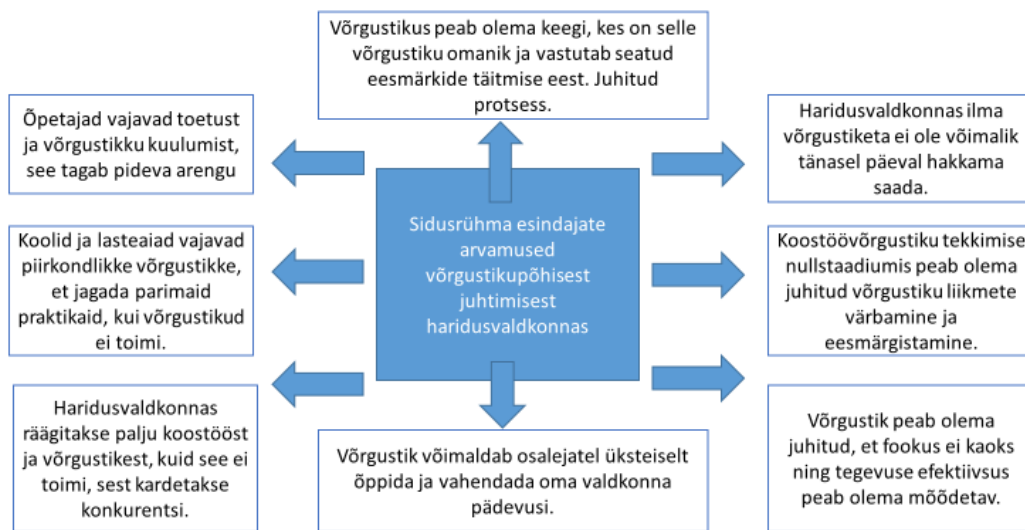 Võrgustikus peab olema keegi, kes on selle
võrgustiku omanik ja vastutab seatud
eesmärkide täitmise eest. Juhitud
protsess.
Õpetajad vajavad toetust
ja võrgustikku kuulumist,
see tagab pideva arengu
Haridusvaldkonnas ilma
võrgustiketa ei ole võimalik
tänasel päeval hakkama
saada.
Koolid ja lasteaiad vajavad
piirkondlikke võrgustikke,
et jagada parimaid
praktikaid, kui võrgustikud
ei toimi.
Sidusrühma esindajate
arvamused
võrgustikupõhisest
juhtimisest
haridusvaldkonnas
Koostöövõrgustiku tekkimise
nullstaadiumis peab olema
juhitud võrgustiku liikmete
värbamine ja
eesmärgistamine.
Haridusvaldkonnas
räägitakse palju koostööst
ja võrgustikest, kuid see ei
toimi, sest kardetakse
konkurentsi.
Võrgustik võimaldab osalejatel üksteiselt
õppida ja vahendada oma valdkonna
pädevusi.
Võrgustik peab olema
juhitud, et fookus ei kaoks
ning tegevuse efektiivsus
peab olema mõõdetav.